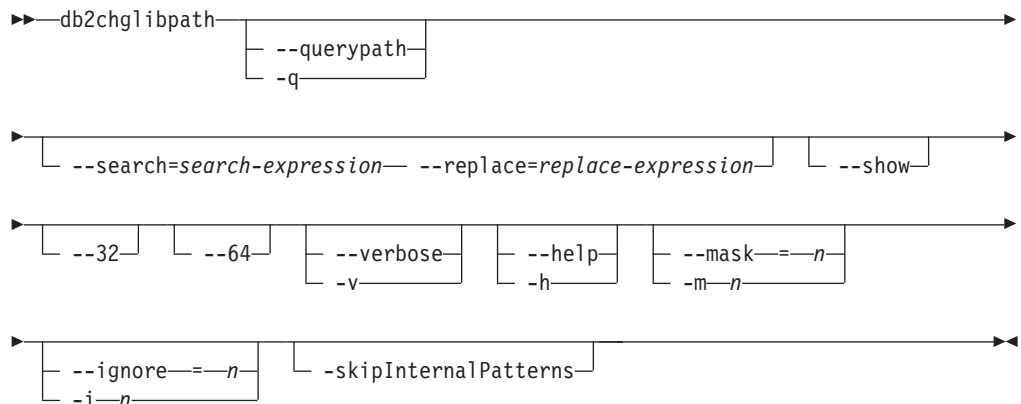 db2chglibpath
--querypath
-q
--search=search-expression --replace=replace-expression --show
--32 --64 --verbose --help --mask = n
-v -h -m n
--ignore = n -skipInternalPatterns
-i n